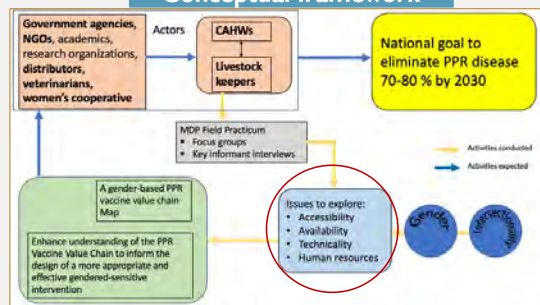 Conceptual framework
Government agencies,
NGOs, academics,
research organizations,
distributors,
veterinarians,
women's cooperative
Actors
CAHWs
Livestock
keepers
National goal to
eliminate PPR disease
70-80 % by 2030
MDP Field Practicum
• Focus groups
• Key informant interviews
Activities conducted
Activities expected
A gender-based PPR
vaccine value chain
Map
Enhance understanding of the PPR
Vaccine Value Chain to inform the
design of a more appropriate and
effective gendered-sensitive
intervention
Issues to explore:
• Accessibility
• Availability
• Technicality
• Human resources
Gender
Intersectionality